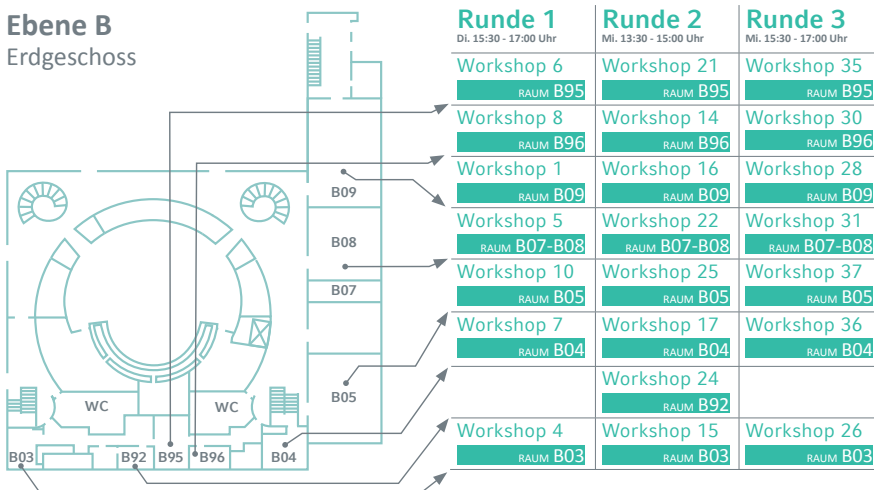 Ebene B
Erdgeschoss
B09
B08
B07
B05
WC
WC
B03
B92
B95
B96
B04
Runde 1
Di. 15:30 - 17:00 Uhr
Runde 2
Mi. 13:30 - 15:00 Uhr
Runde 3
Mi. 15:30 - 17:00 Uhr
Workshop 6
RAUM B95
Workshop 21
RAUM B95
Workshop 35
RAUM B95
Workshop 8
RAUM B96
Workshop 14
RAUM B96
Workshop 30
RAUM B96
Workshop 1
RAUM B09
Workshop 16
RAUM B09
Workshop 28
RAUM B09
Workshop 5
RAUM B07-B08
Workshop 22
RAUM B07-B08
Workshop 31
RAUM B07-B08
Workshop 10
RAUM B05
Workshop 25
RAUM B05
Workshop 37
RAUM B05
Workshop 7
RAUM B04
Workshop 17
RAUM B04
Workshop 36
RAUM B04
Workshop 24
RAUM B92
Workshop 4
RAUM B03
Workshop 15
RAUM B03
Workshop 26
RAUM B03